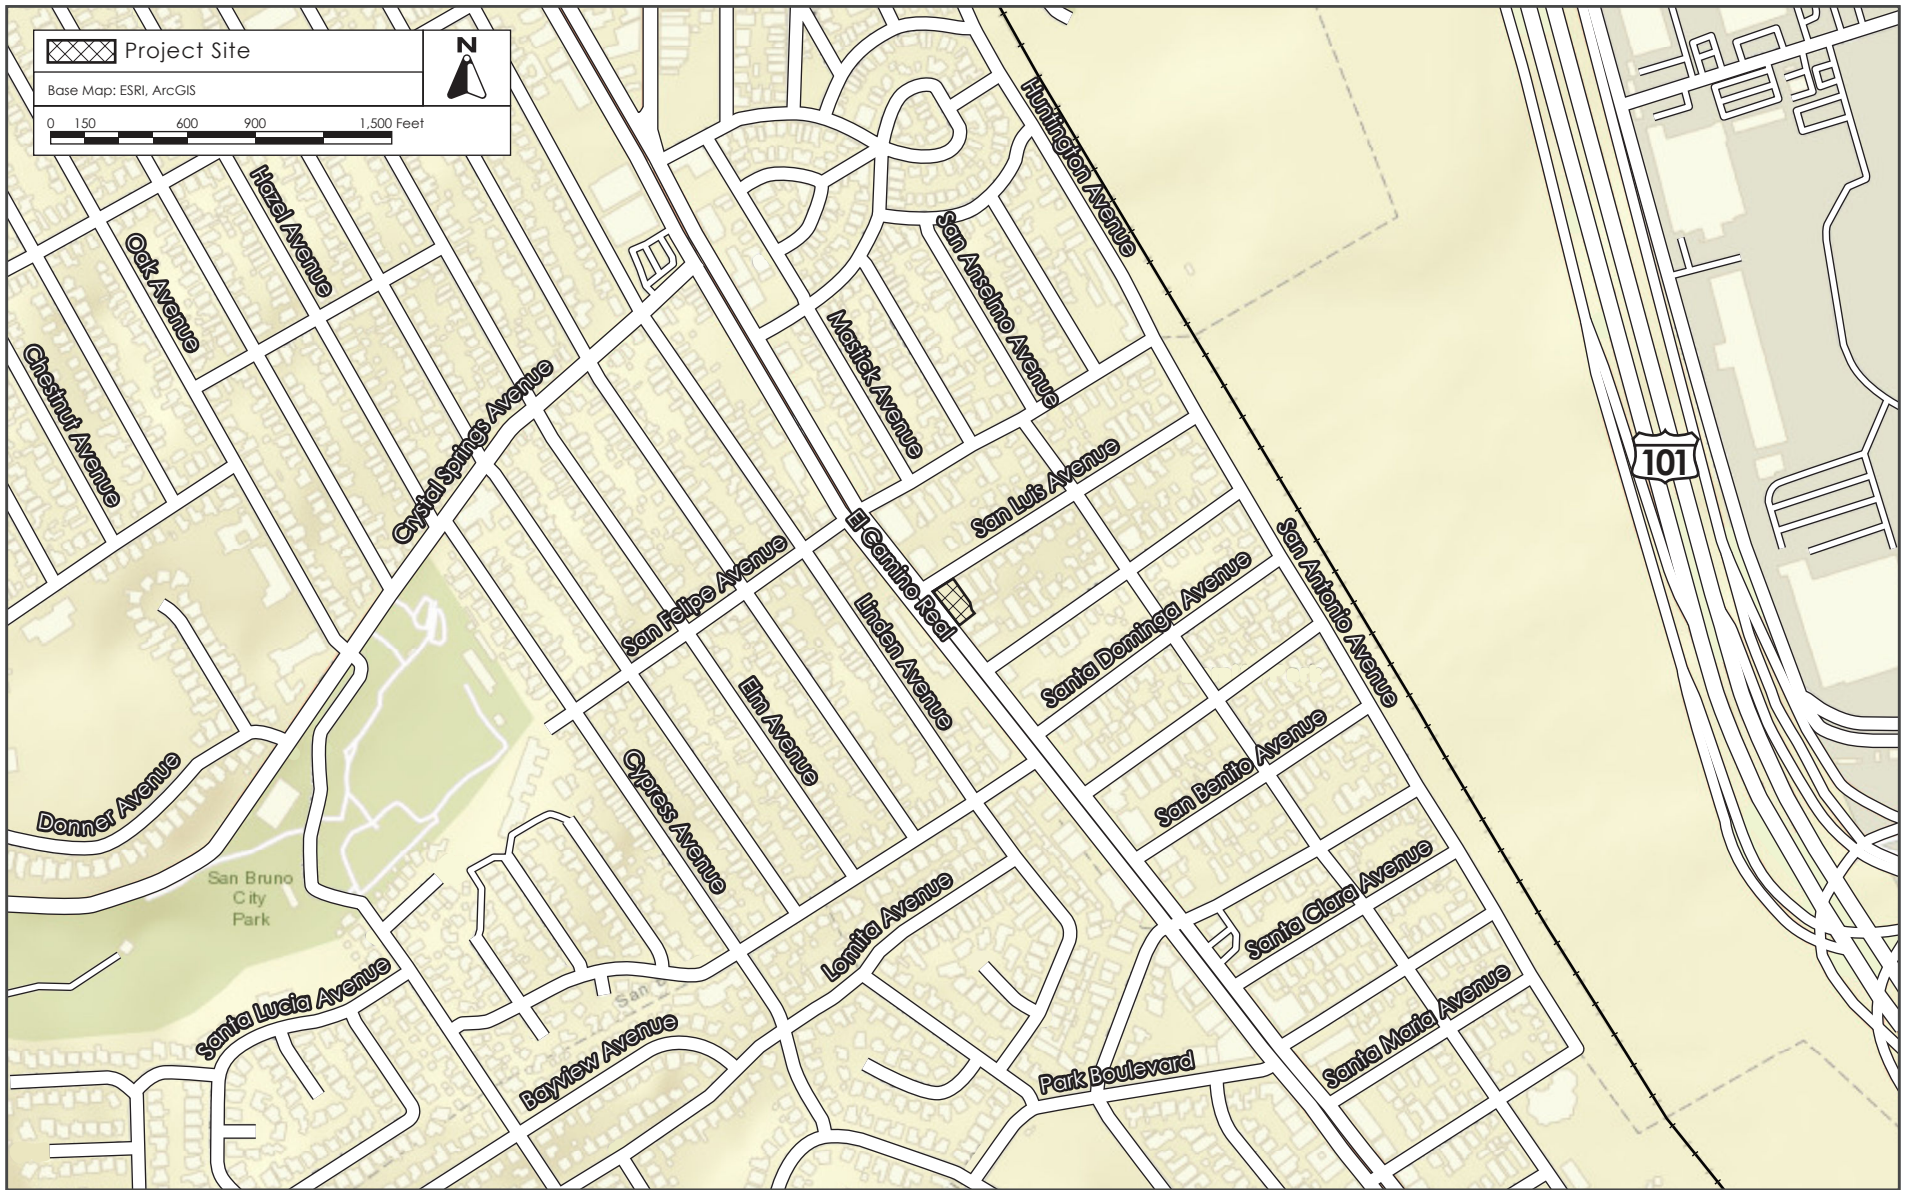 Project Site
N
Base Map: ESRI, ArcGIS
0 150 600 900 1,500 Feet
Huntington Avenue
Hazel Avenue
Oak Avenue
San Anselmo Avenue
Mastick Avenue
Chestnut Avenue
Crystal Springs Avenue
101
San Luis Avenue
El Camino Real
San Antonio Avenue
San Felipe Avenue
Linden Avenue
Santa Dominga Avenue
Elm Avenue
San Benito Avenue
Cypress Avenue
Donner Avenue
Santa Clara Avenue
San Bruno
City
Park
Lomita Avenue
Santa Lucia Avenue
San
Santa Maria Avenue
Bayview Avenue
Park Boulevard